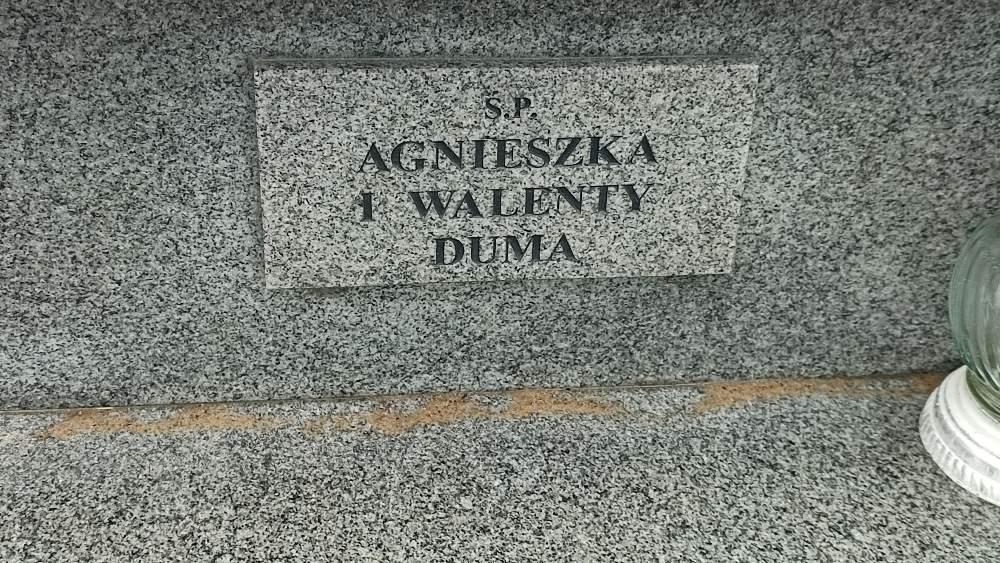 Ś.P.
AGNIESZKA
I WALENTY
DUMA